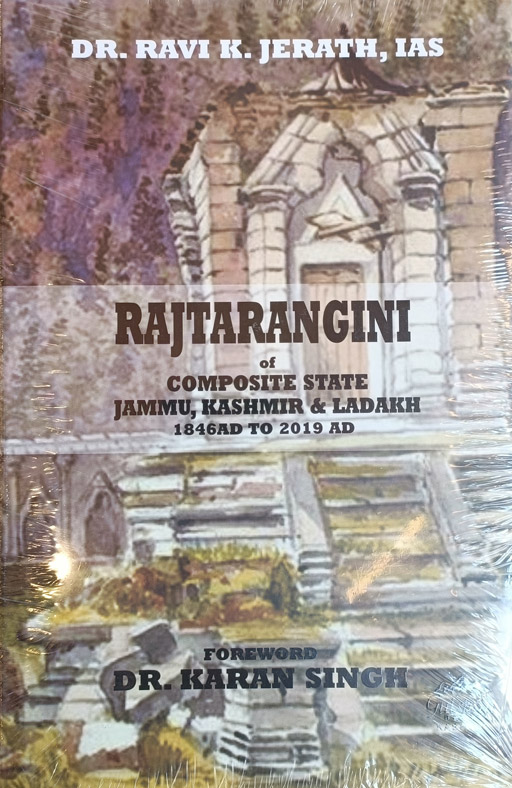 DR. RAVI K. JERATH, IAS
RAJTARANGINI
of
COMPOSITE STATE
JAMMU, KASHMIR & LADAKH
1846AD TO 2019 AD
FOREWORD
DR. KARAN SINGH